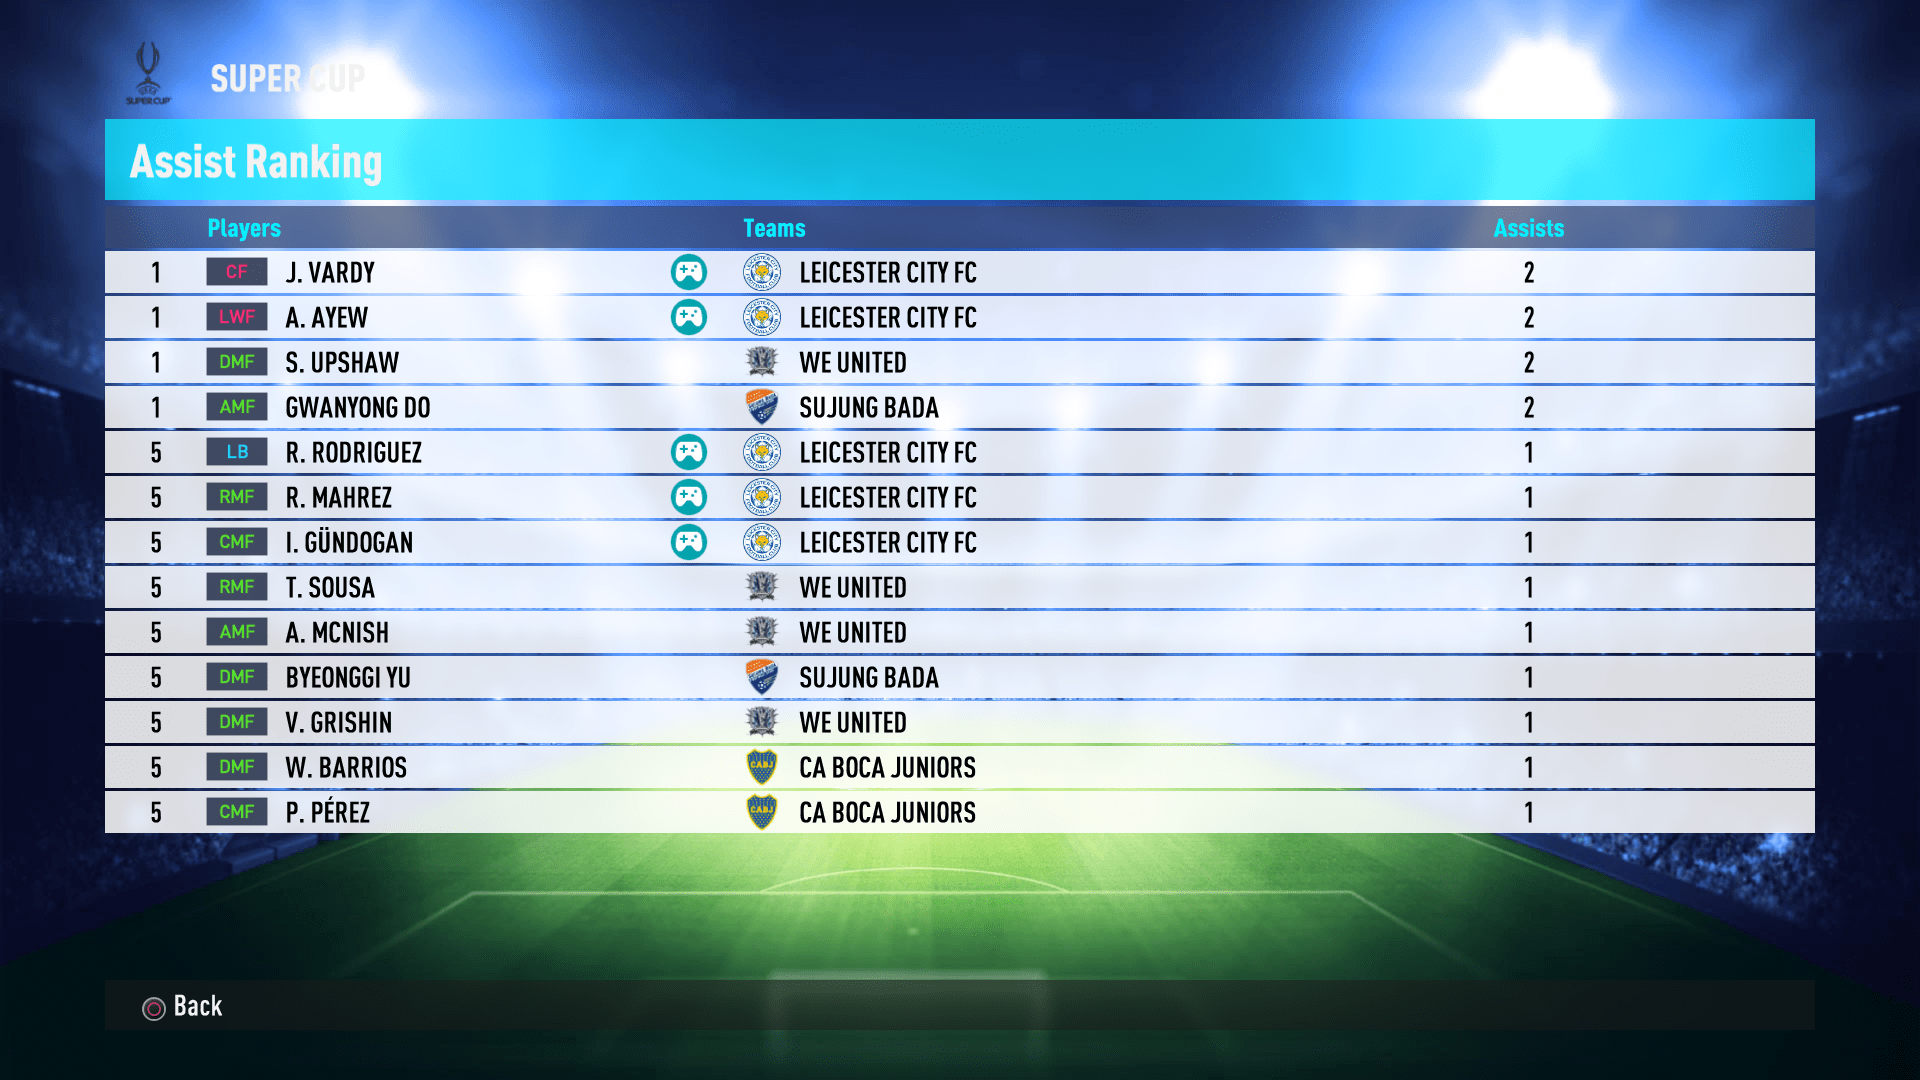 SUPER CUP
SUPER CUP
Assist Ranking
Players Teams Assists
1 CF J. VARDY LEICESTER CITY FC 2
1 LWF A. AYEW LEICESTER CITY FC 2
1 DMF S. UPSHAW WE UNITED 2
1 AMF GWANYONG DO SUJUNG BADA 2
5 LB R. RODRIGUEZ LEICESTER CITY FC 1
5 RMF R. MAHREZ LEICESTER CITY FC 1
5 CMF I. GÜNDOGAN LEICESTER CITY FC 1
5 RMF T. SOUSA WE UNITED 1
5 AMF A. MCNISH WE UNITED 1
5 DMF BYEONGGI YU SUJUNG BADA 1
5 DMF V. GRISHIN WE UNITED 1
5 DMF W. BARRIOS CABJ CA BOCA JUNIORS 1
5 CMF P. PÉREZ CABJ CA BOCA JUNIORS 1
Back